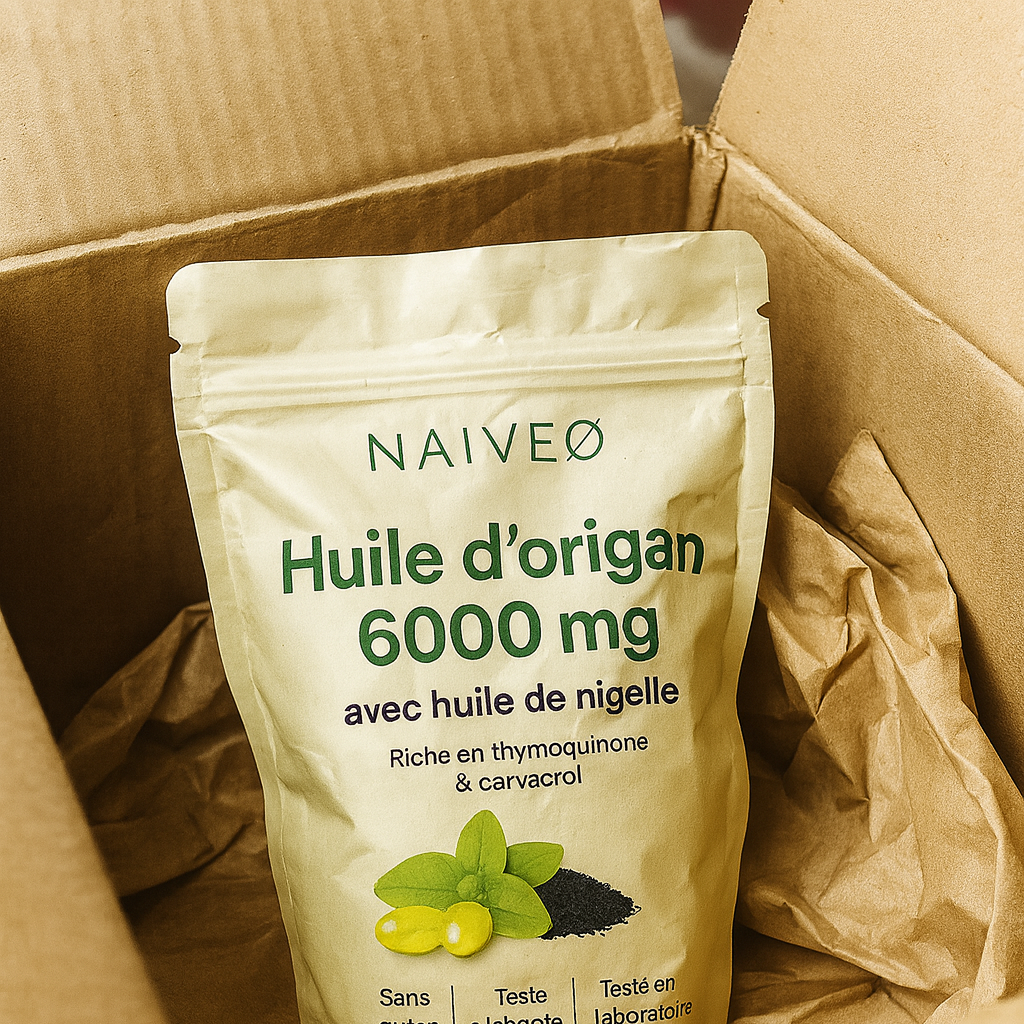 NAIVEØ
Huile d'origan
6000 mg
avec huile de nigelle
Riche en thymoquinone
& carvacrol
Sans
Teste
Testé en
laboratoire